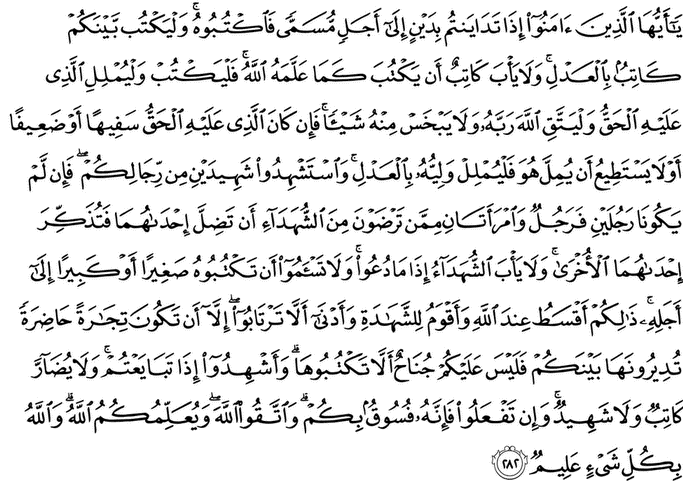 يَٰٓأَيُّهَا ٱلَّذِينَ ءَامَنُوٓا۟ إِذَا تَدَايَنتُم بِدَيْنٍ إِلَىٰٓ أَجَلٍ مُّسَمًّى فَٱكْتُبُوهُ ۚ وَلْيَكْتُب بَّيْنَكُمْ
كَاتِبٌۢ بِٱلْعَدْلِ ۚ وَلَا يَأْبَ كَاتِبٌ أَن يَكْتُبَ كَمَا عَلَّمَهُ ٱللَّهُ ۚ فَلْيَكْتُبْ وَلْيُمْلِلِ ٱلَّذِى
عَلَيْهِ ٱلْحَقُّ وَلْيَتَّقِ ٱللَّهَ رَبَّهُۥ وَلَا يَبْخَسْ مِنْهُ شَيْـًٔا ۚ فَإِن كَانَ ٱلَّذِى عَلَيْهِ ٱلْحَقُّ سَفِيهًا أَوْ ضَعِيفًا
أَوْ لَا يَسْتَطِيعُ أَن يُمِلَّ هُوَ فَلْيُمْلِلْ وَلِيُّهُۥ بِٱلْعَدْلِ ۚ وَٱسْتَشْهِدُوا۟ شَهِيدَيْنِ مِن رِّجَالِكُمْ ۖ فَإِن لَّمْ
يَكُونَا رَجُلَيْنِ فَرَجُلٌ وَٱمْرَأَتَانِ مِمَّن تَرْضَوْنَ مِنَ ٱلشُّهَدَآءِ أَن تَضِلَّ إِحْدَىٰهُمَا فَتُذَكِّرَ
إِحْدَىٰهُمَا ٱلْأُخْرَىٰ ۚ وَلَا يَأْبَ ٱلشُّهَدَآءُ إِذَا مَا دُعُوا۟ ۚ وَلَا تَسْـَٔمُوٓا۟ أَن تَكْتُبُوهُ صَغِيرًا أَوْ كَبِيرًا إِلَىٰٓ
أَجَلِهِۦ ۚ ذَٰلِكُمْ أَقْسَطُ عِندَ ٱللَّهِ وَأَقْوَمُ لِلشَّهَٰدَةِ وَأَدْنَىٰٓ أَلَّا تَرْتَابُوٓا۟ ۖ إِلَّآ أَن تَكُونَ تِجَٰرَةً حَاضِرَةً
تُدِيرُونَهَا بَيْنَكُمْ فَلَيْسَ عَلَيْكُمْ جُنَاحٌ أَلَّا تَكْتُبُوهَا ۗ وَأَشْهِدُوٓا۟ إِذَا تَبَايَعْتُمْ ۚ وَلَا يُضَآرَّ
كَاتِبٌ وَلَا شَهِيدٌ ۚ وَإِن تَفْعَلُوا۟ فَإِنَّهُۥ فُسُوقٌۢ بِكُمْ ۗ وَٱتَّقُوا۟ ٱللَّهَ ۖ وَيُعَلِّمُكُمُ ٱللَّهُ ۗ وَٱللَّهُ
بِكُلِّ شَىْءٍ عَلِيمٌ ٢٨٢